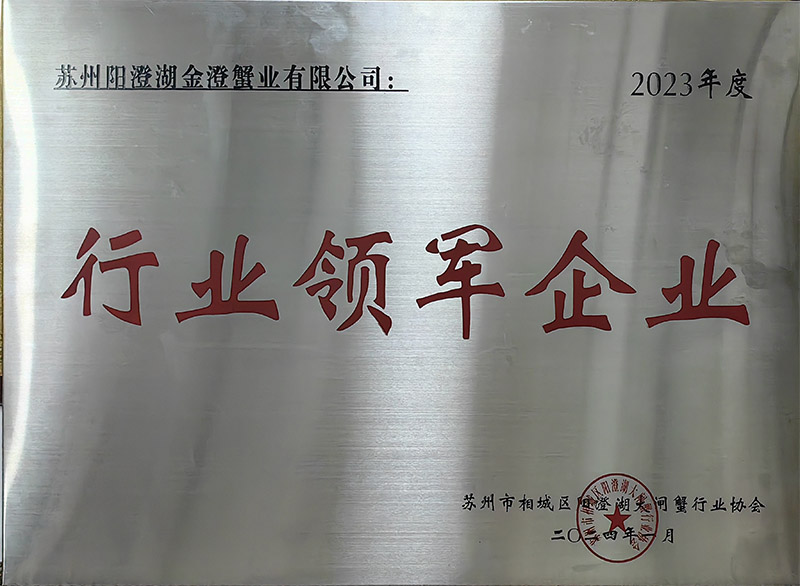 苏州阳澄湖金澄蟹业有限公司：
2023年度
行业领军企业
苏州市相城区阳澄湖大闸蟹行业协会
二〇二四年一月